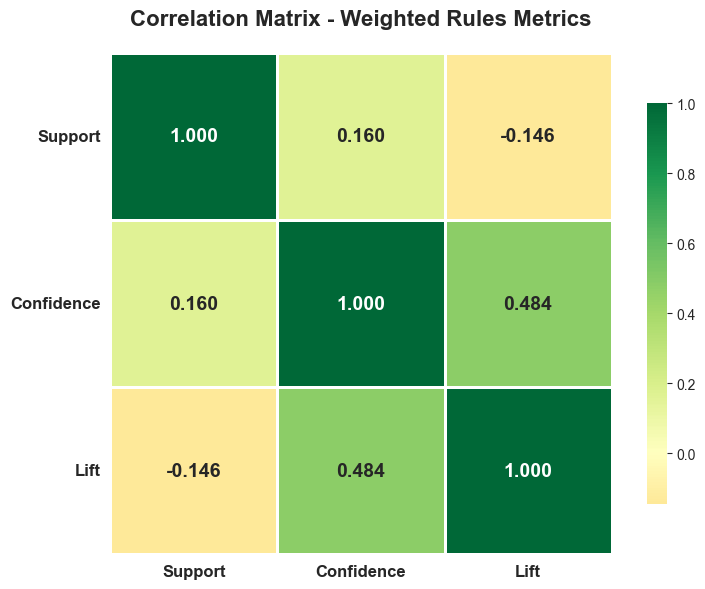 Correlation Matrix - Weighted Rules Metrics
Support
1.000
0.160
-0.146
Confidence
0.160
1.000
0.484
Lift
-0.146
0.484
1.000
Support
Confidence
Lift
1.0
0.8
0.6
0.4
0.2
0.0